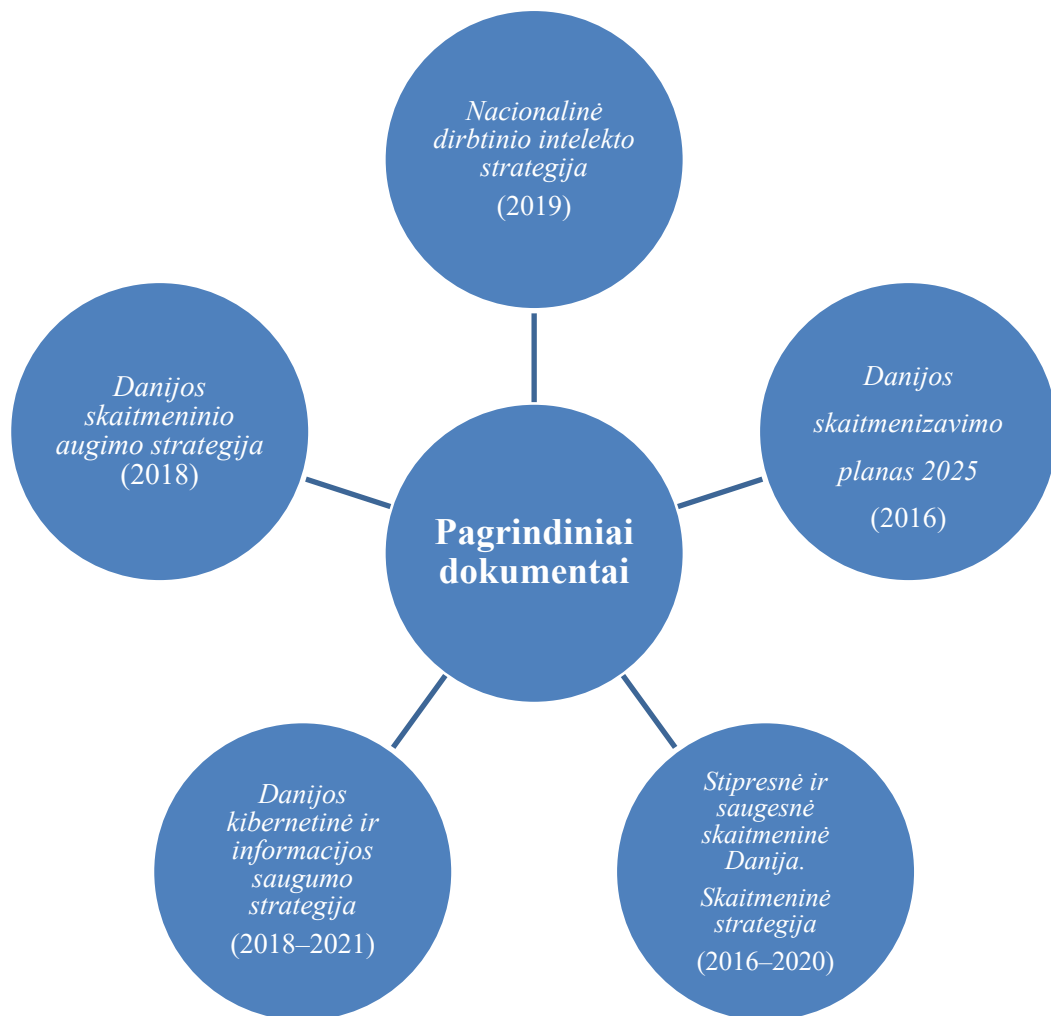 Nacionalinė
dirbtinio intelekto
strategija
(2019)
Danijos
skaitmeninio
augimo strategija
(2018)
Danijos
skaitmenizavimo
planas 2025
(2016)
Pagrindiniai
dokumentai
Danijos
kibernetinė ir
informacijos
saugumo
strategija
(2018–2021)
Stipresnė ir
saugesnė
skaitmeninė
Danija.
Skaitmeninė
strategija
(2016–2020)